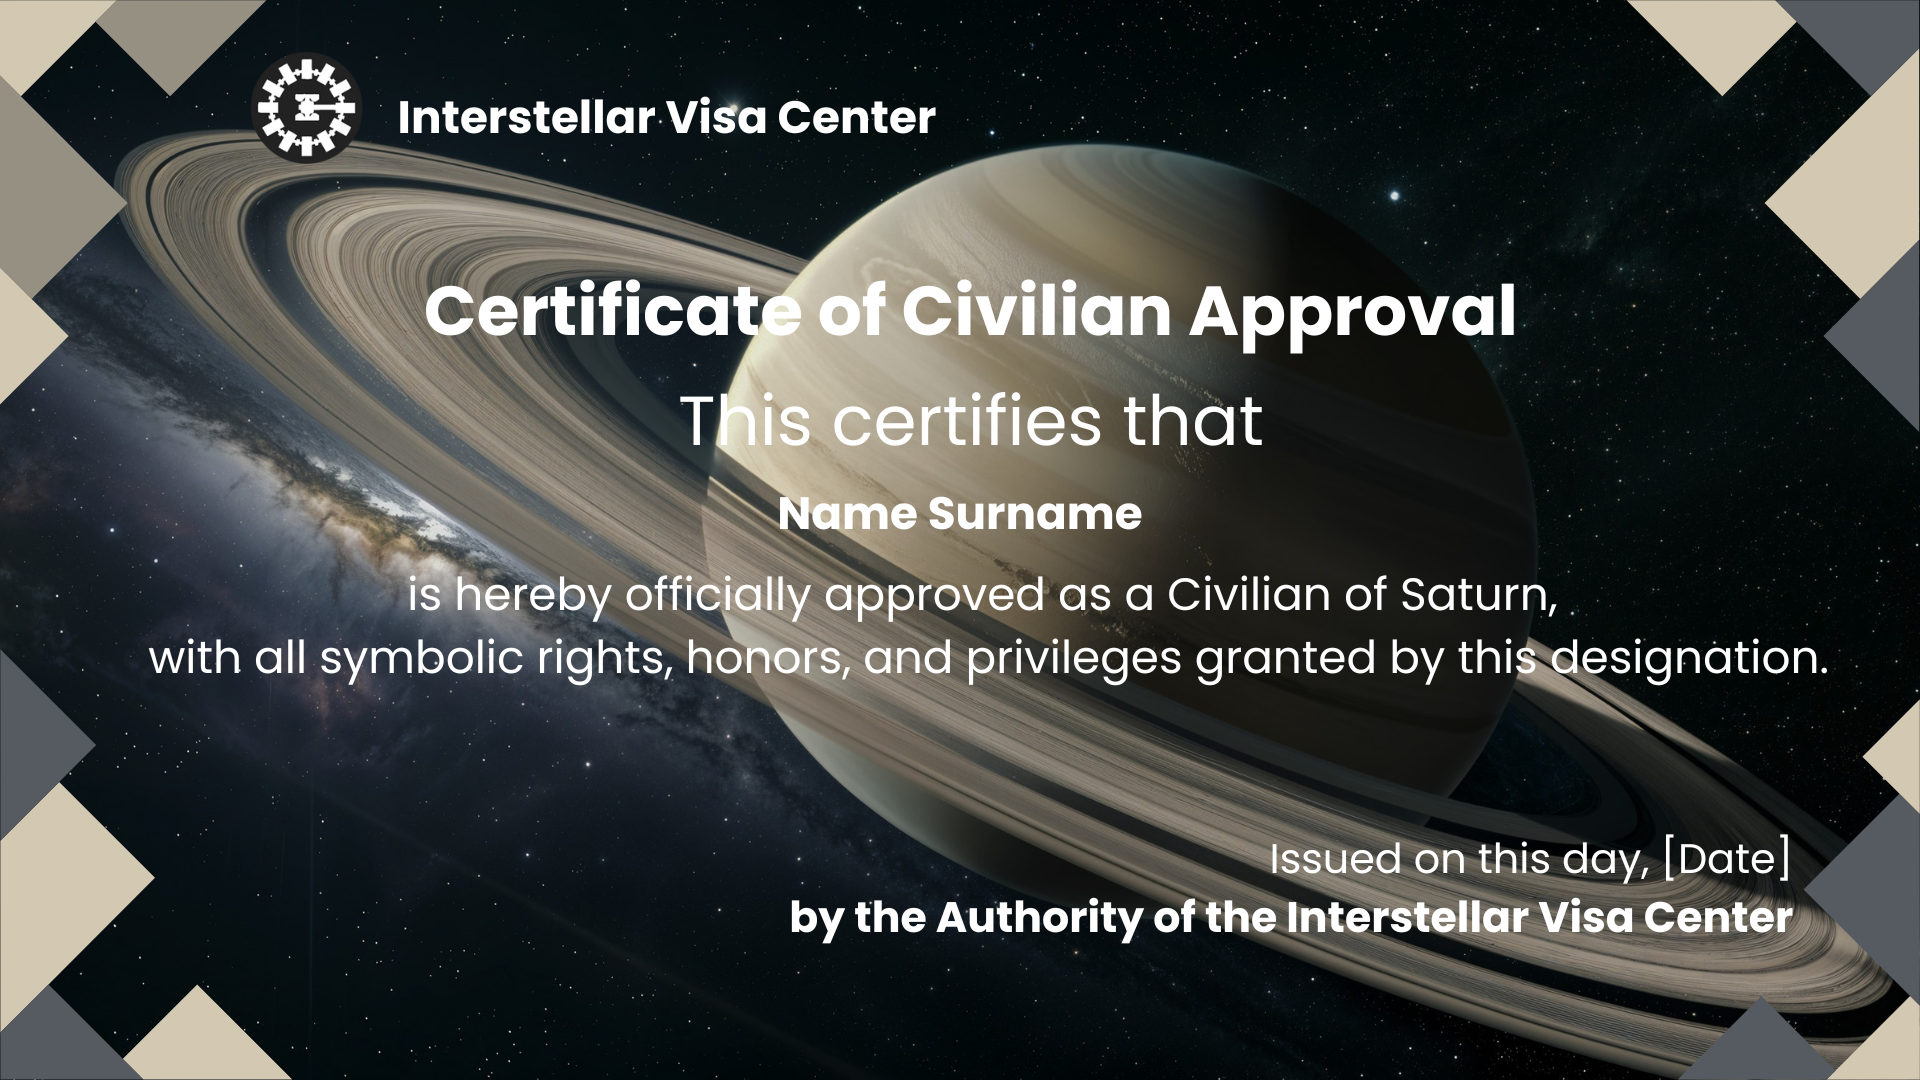 Interstellar Visa Center
Certificate of Civilian Approval
This certifies that
Name Surname
is hereby officially approved as a Civilian of Saturn,
with all symbolic rights, honors, and privileges granted by this designation.
Issued on this day, [Date]
by the Authority of the Interstellar Visa Center